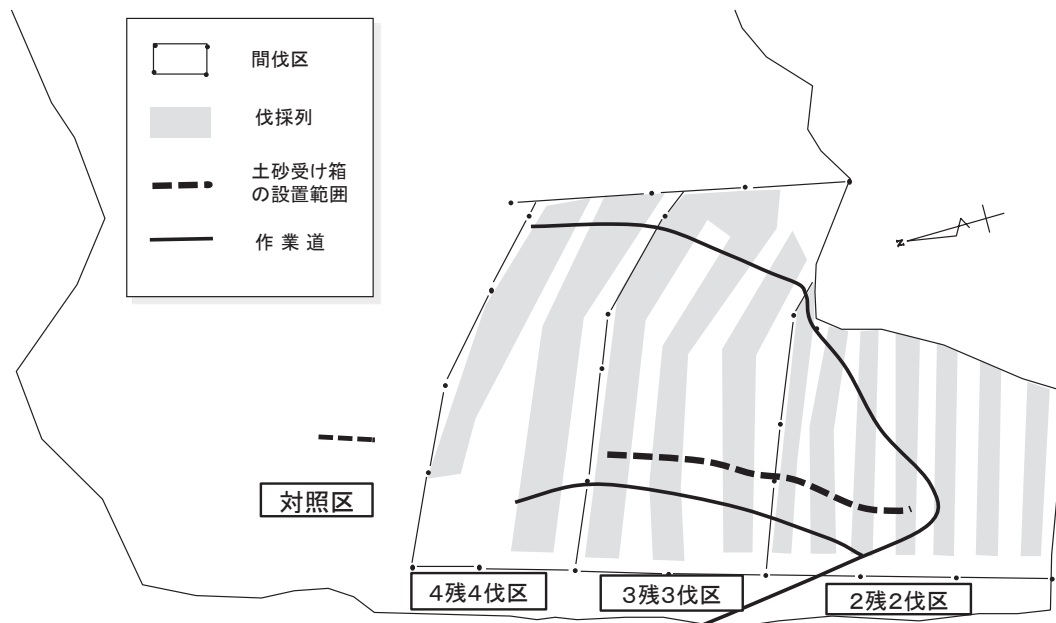 間伐区
伐採列
土砂受け箱
の設置範囲
作 業 道
N
対照区
4残4伐区
3残3伐区
2残2伐区